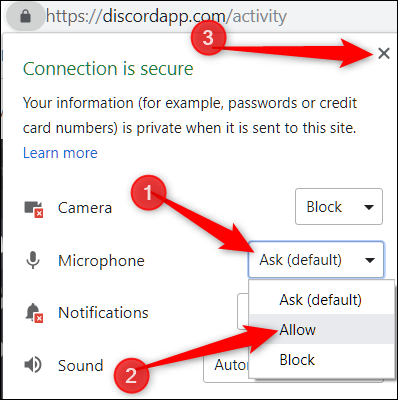 https://discordapp.com/activity
3
Connection is secure
Your information (for example, passwords or credit
card numbers) is private when it is sent to this site.
Learn more
1
Camera
Block
Microphone
Ask (default)
Notifications
Ask (default)
Allow
Block
2
Sound